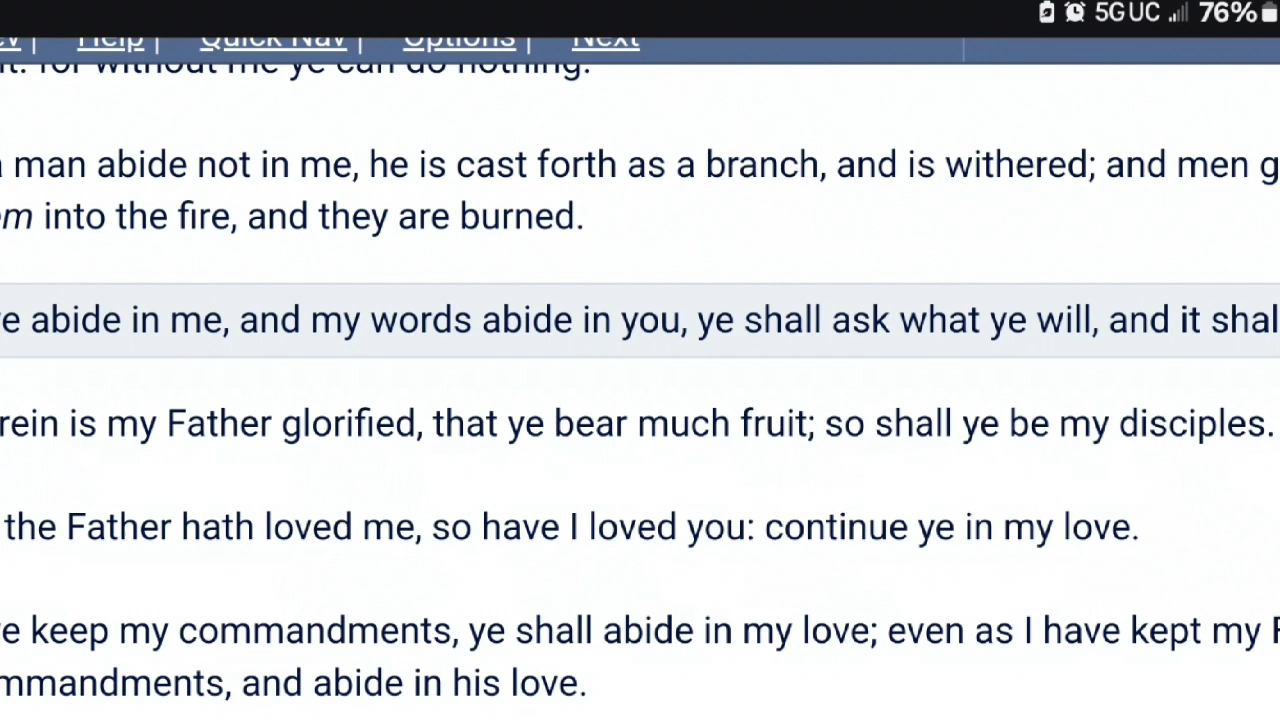 5G UC 76%
Help | Quick Nav | Options | Next
for without me ye can do nothing.
man abide not in me, he is cast forth as a branch, and is withered; and men
into the fire, and they are burned.
abide in me, and my words abide in you, ye shall ask what ye will, and it
is my Father glorified, that ye bear much fruit; so shall ye be my disciples.
the Father hath loved me, so have I loved you: continue ye in my love.
keep my commandments, ye shall abide in my love; even as I have kept my
and abide in his love.